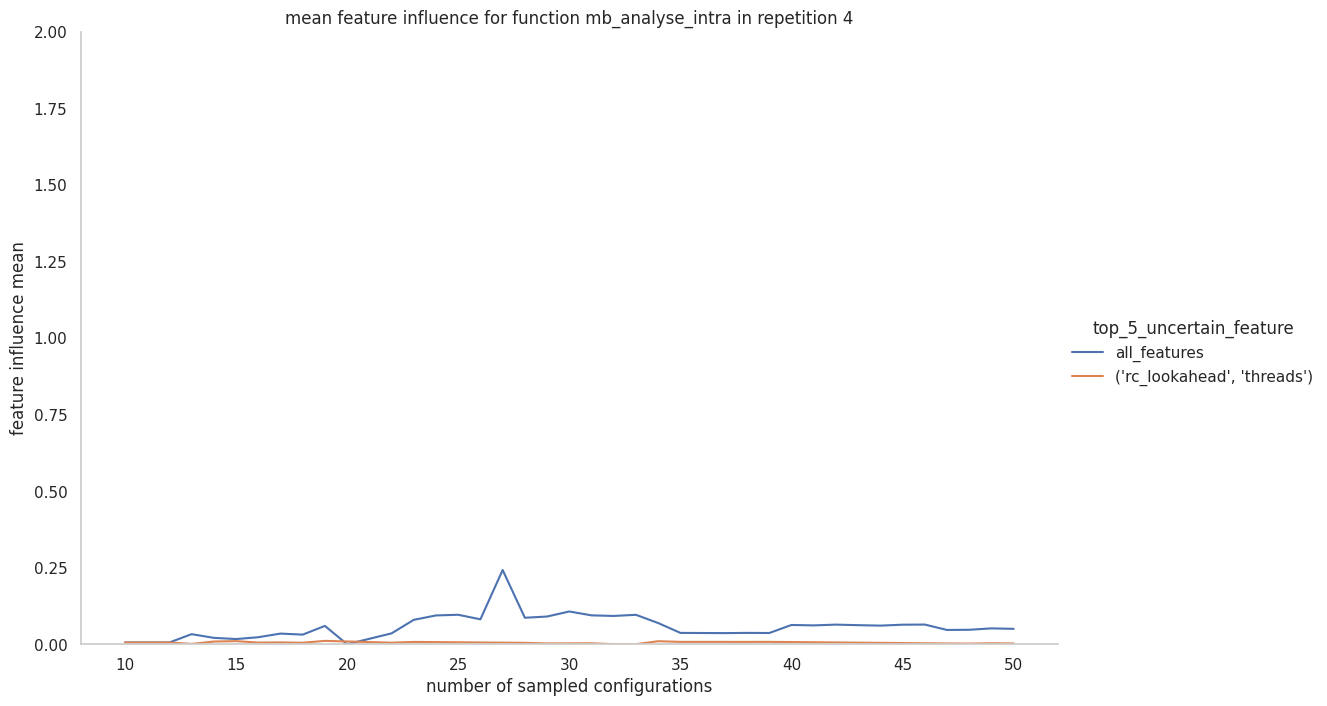 mean feature influence for function mb_analyse_intra in repetition 4
2.00
1.75
1.50
1.25
1.00
0.75
0.50
0.25
0.00
feature influence mean
10 15 20 25 30 35 40 45 50
number of sampled configurations
top_5_uncertain_feature
all_features
('rc_lookahead', 'threads')